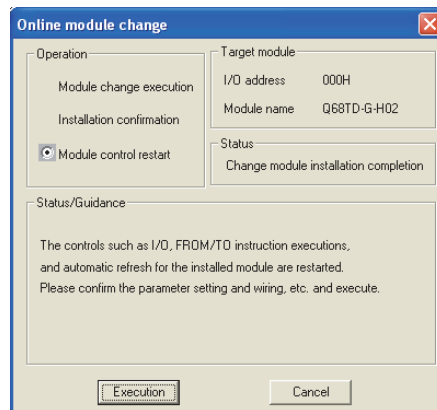 Online module change
Operation
Module change execution
Installation confirmation
Module control restart
Target module
I/O address 000H
Module name Q68TD-G-H02
Status
Change module installation completion
Status/Guidance
The controls such as I/O, FROM/TO instruction executions,
and automatic refresh for the installed module are restarted.
Please confirm the parameter setting and wiring, etc. and execute.
Execution Cancel